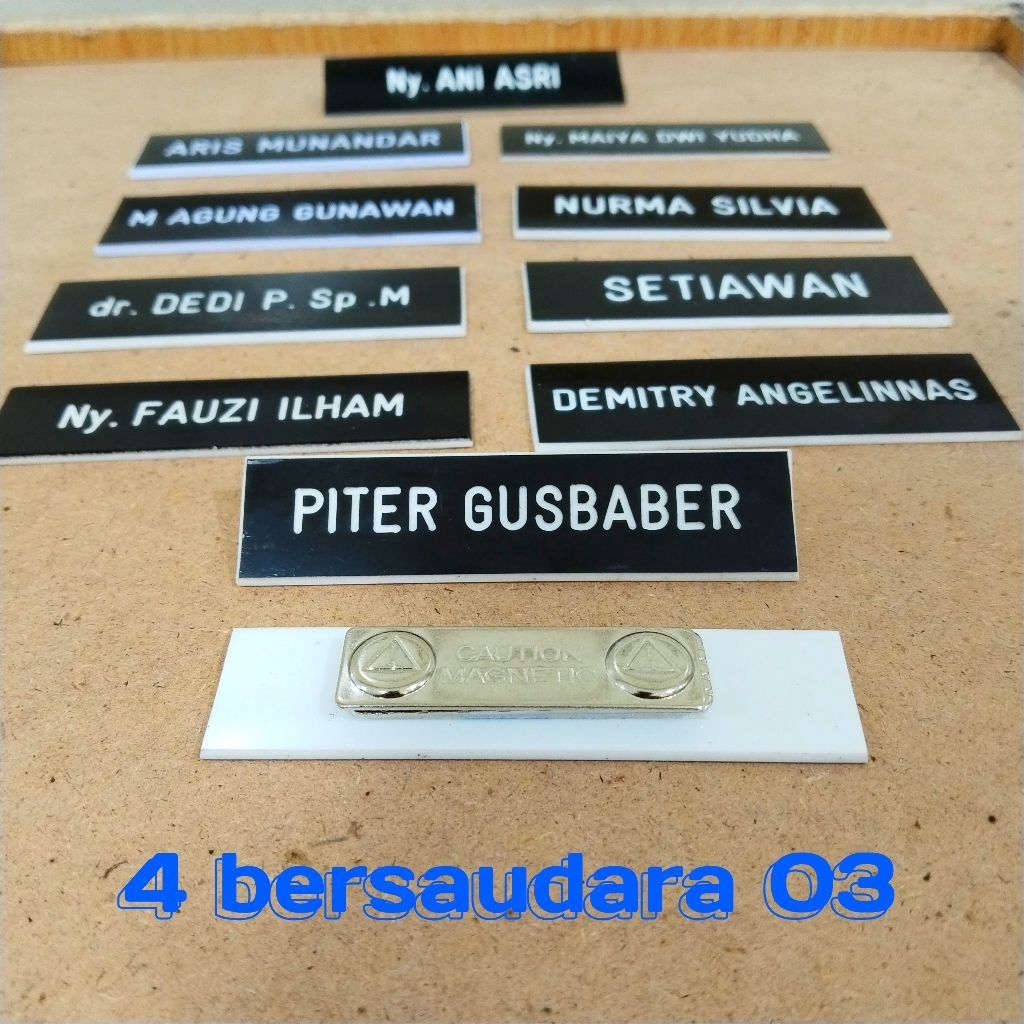 Ny. ANI ASRI
ARIS MUNANDAR
Ny. MAIYA DWI YUDHA
M AGUNG GUNAWAN
NURMA SILVIA
dr. DEDI P. Sp .M
SETIAWAN
Ny. FAUZI ILHAM
DEMITRY ANGELINNAS
PITER GUSBABER
CAUTION
MAGNETIC
4 bersaudara 03